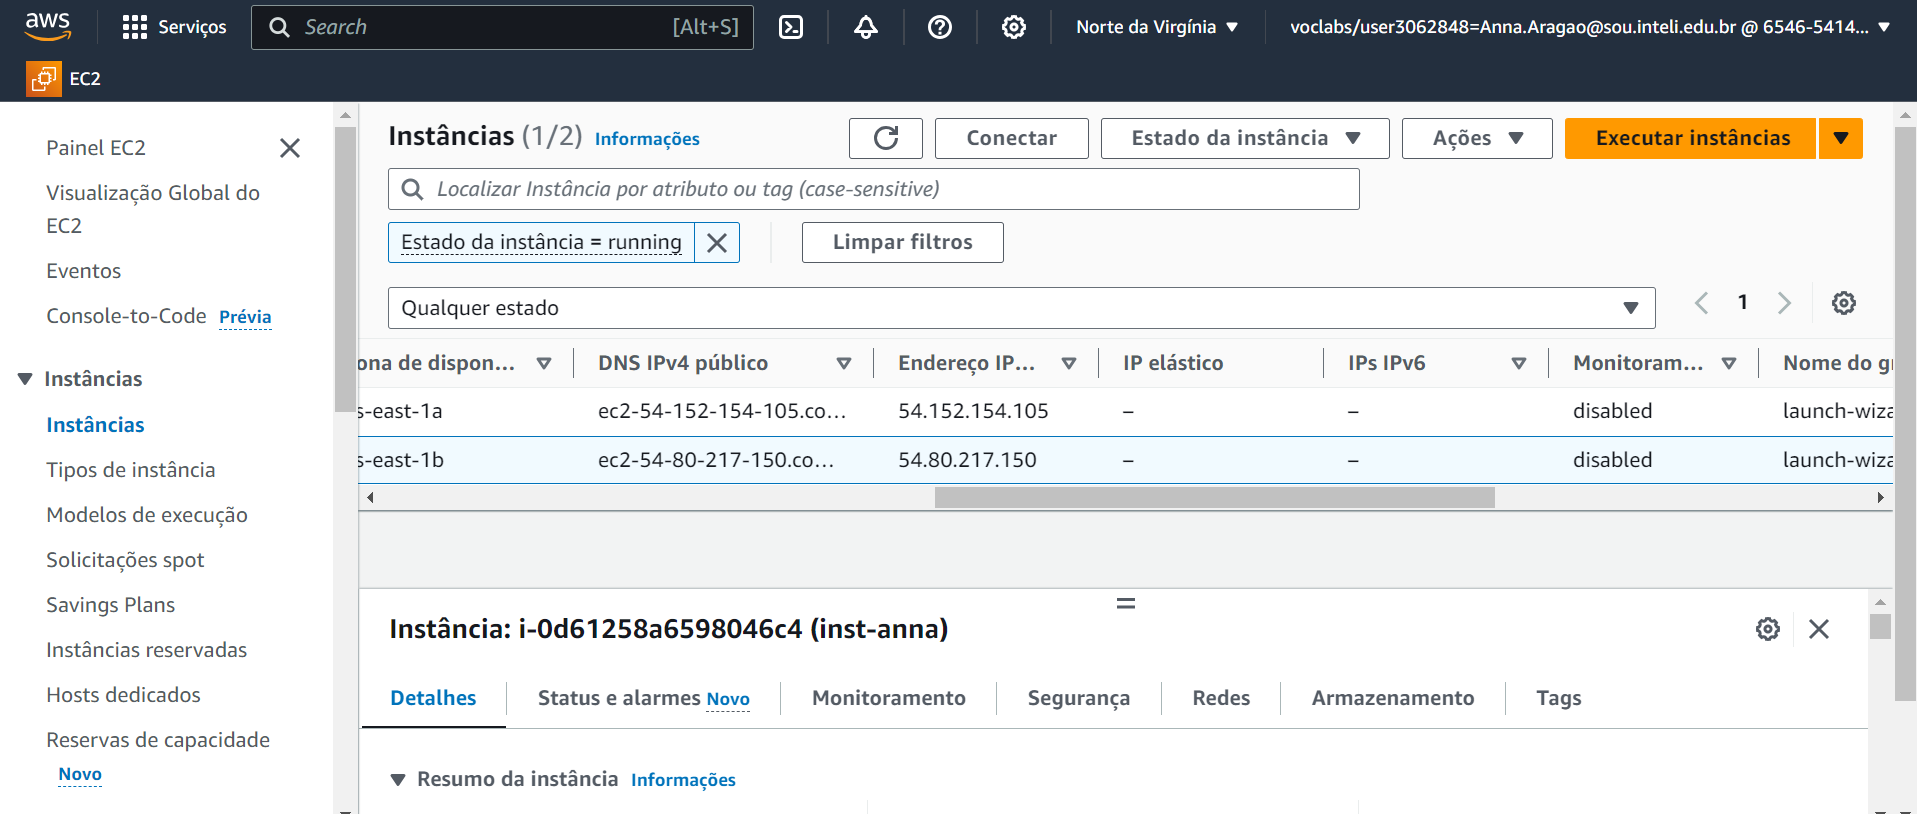 aws
Serviços
Search [Alt+S]
Norte da Virgínia
voclabs/user3062848=Anna.Aragao@sou.inteli.edu.br @ 6546-5414...
EC2
Painel EC2
Visualização Global do
EC2
Eventos
Console-to-Code Prévia
Instâncias
Instâncias
Tipos de instância
Modelos de execução
Solicitações spot
Savings Plans
Instâncias reservadas
Hosts dedicados
Reservas de capacidade
Novo
Instâncias (1/2) Informações
Conectar
Estado da instância
Ações
Executar instâncias
Localizar Instância por atributo ou tag (case-sensitive)
Estado da instância = running
Limpar filtros
Qualquer estado
1
ona de dispon... DNS IPv4 público Endereço IP... IP elástico IPs IPv6 Monitoram... Nome do gr
s-east-1a ec2-54-152-154-105.co... 54.152.154.105 – – disabled launch-wiza
s-east-1b ec2-54-80-217-150.co... 54.80.217.150 – – disabled launch-wiza
Instância: i-0d61258a6598046c4 (inst-anna)
Detalhes
Status e alarmes Novo
Monitoramento
Segurança
Redes
Armazenamento
Tags
Resumo da instância Informações